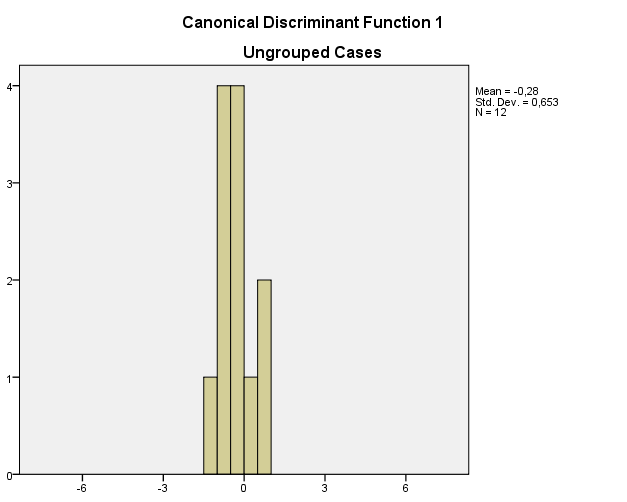 Canonical Discriminant Function 1
Ungrouped Cases
Mean = -0,28
Std. Dev. = 0,653
N = 12
4
3
2
1
0
-6 -3 0 3 6